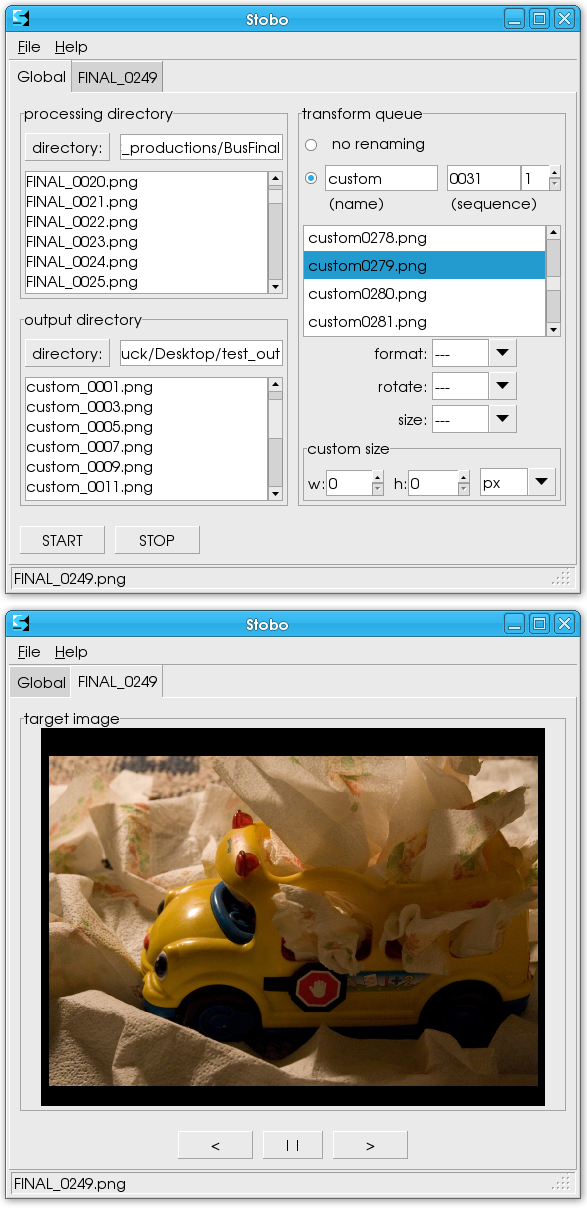 Stobo
File Help
Global FINAL_0249
processing directory
directory: :_productions/BusFinal
FINAL_0020.png
FINAL_0021.png
FINAL_0022.png
FINAL_0023.png
FINAL_0024.png
FINAL_0025.png
output directory
directory: uck/Desktop/test_out
custom_0001.png
custom_0003.png
custom_0005.png
custom_0007.png
custom_0009.png
custom_0011.png
transform queue
no renaming
custom 0031 1
(name) (sequence)
custom0278.png
custom0279.png
custom0280.png
custom0281.png
format: ---
rotate: ---
size: ---
custom size
w: 0 h: 0 px
START STOP
FINAL_0249.png
Stobo
File Help
Global FINAL_0249
target image
< || >
FINAL_0249.png